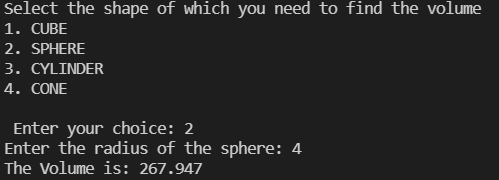 Select the shape of which you need to find the volume
1. CUBE
2. SPHERE
3. CYLINDER
4. CONE
Enter your choice: 2
Enter the radius of the sphere: 4
The Volume is: 267.947